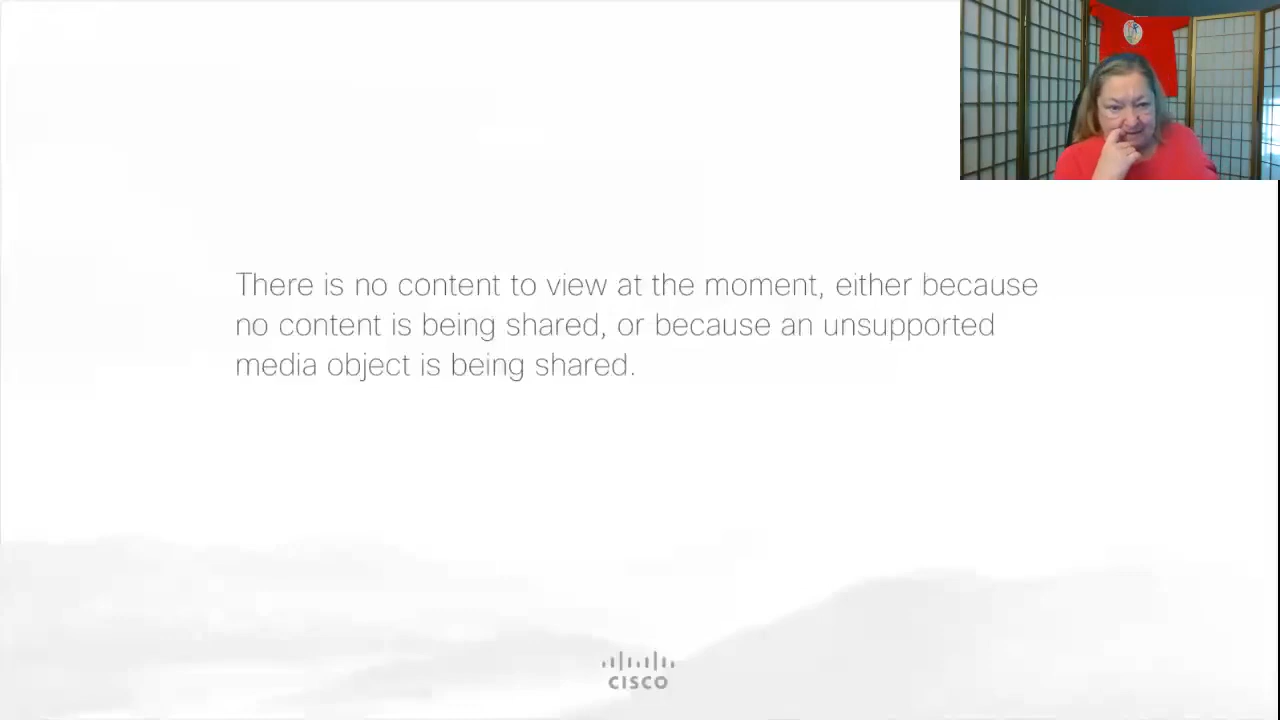 There is no content to view at the moment, either because
no content is being shared, or because an unsupported
media object is being shared.
CISCO